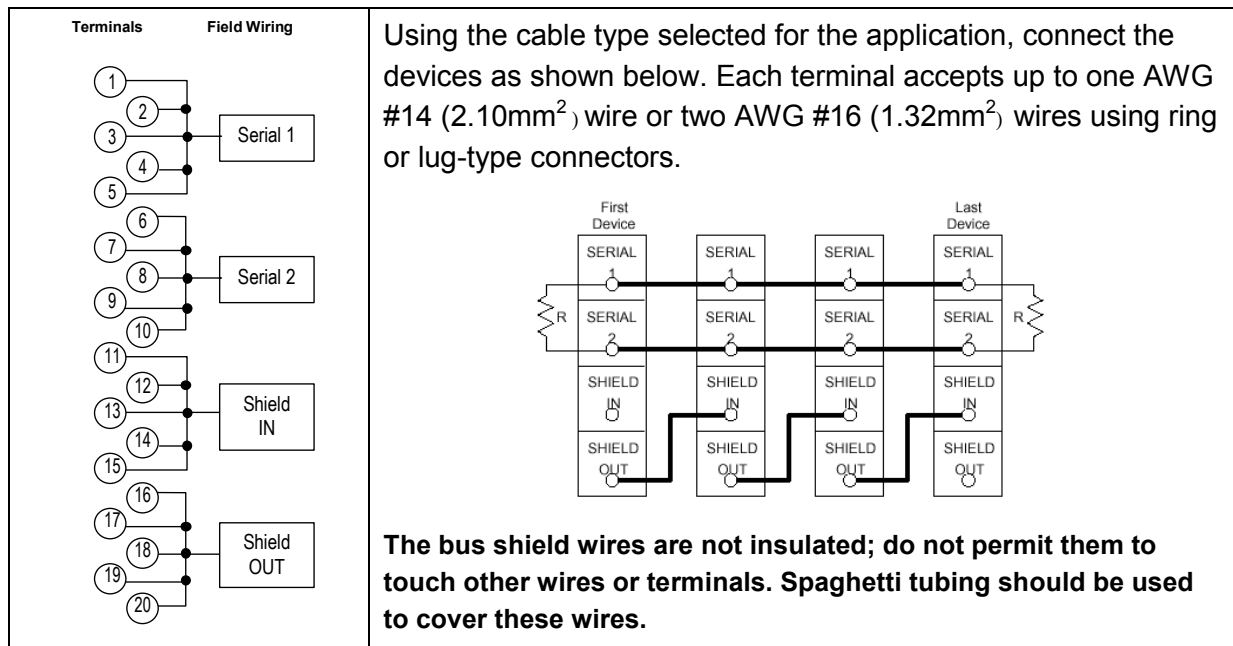 Terminals Field Wiring
1
2
3
4
5
Serial 1
6
7
8
9
10
Serial 2
11
12
13
14
15
Shield
IN
16
17
18
19
20
Shield
OUT
Using the cable type selected for the application, connect the
devices as shown below. Each terminal accepts up to one AWG
#14 (2.10mm²) wire or two AWG #16 (1.32mm²) wires using ring
or lug-type connectors.
First
Device
Last
Device
SERIAL
1
SERIAL
1
SERIAL
1
SERIAL
1
R
SERIAL
2
SERIAL
2
SERIAL
2
SERIAL
2
R
SHIELD
IN
SHIELD
IN
SHIELD
IN
SHIELD
IN
SHIELD
OUT
SHIELD
OUT
SHIELD
OUT
SHIELD
OUT
The bus shield wires are not insulated; do not permit them to
touch other wires or terminals. Spaghetti tubing should be used
to cover these wires.